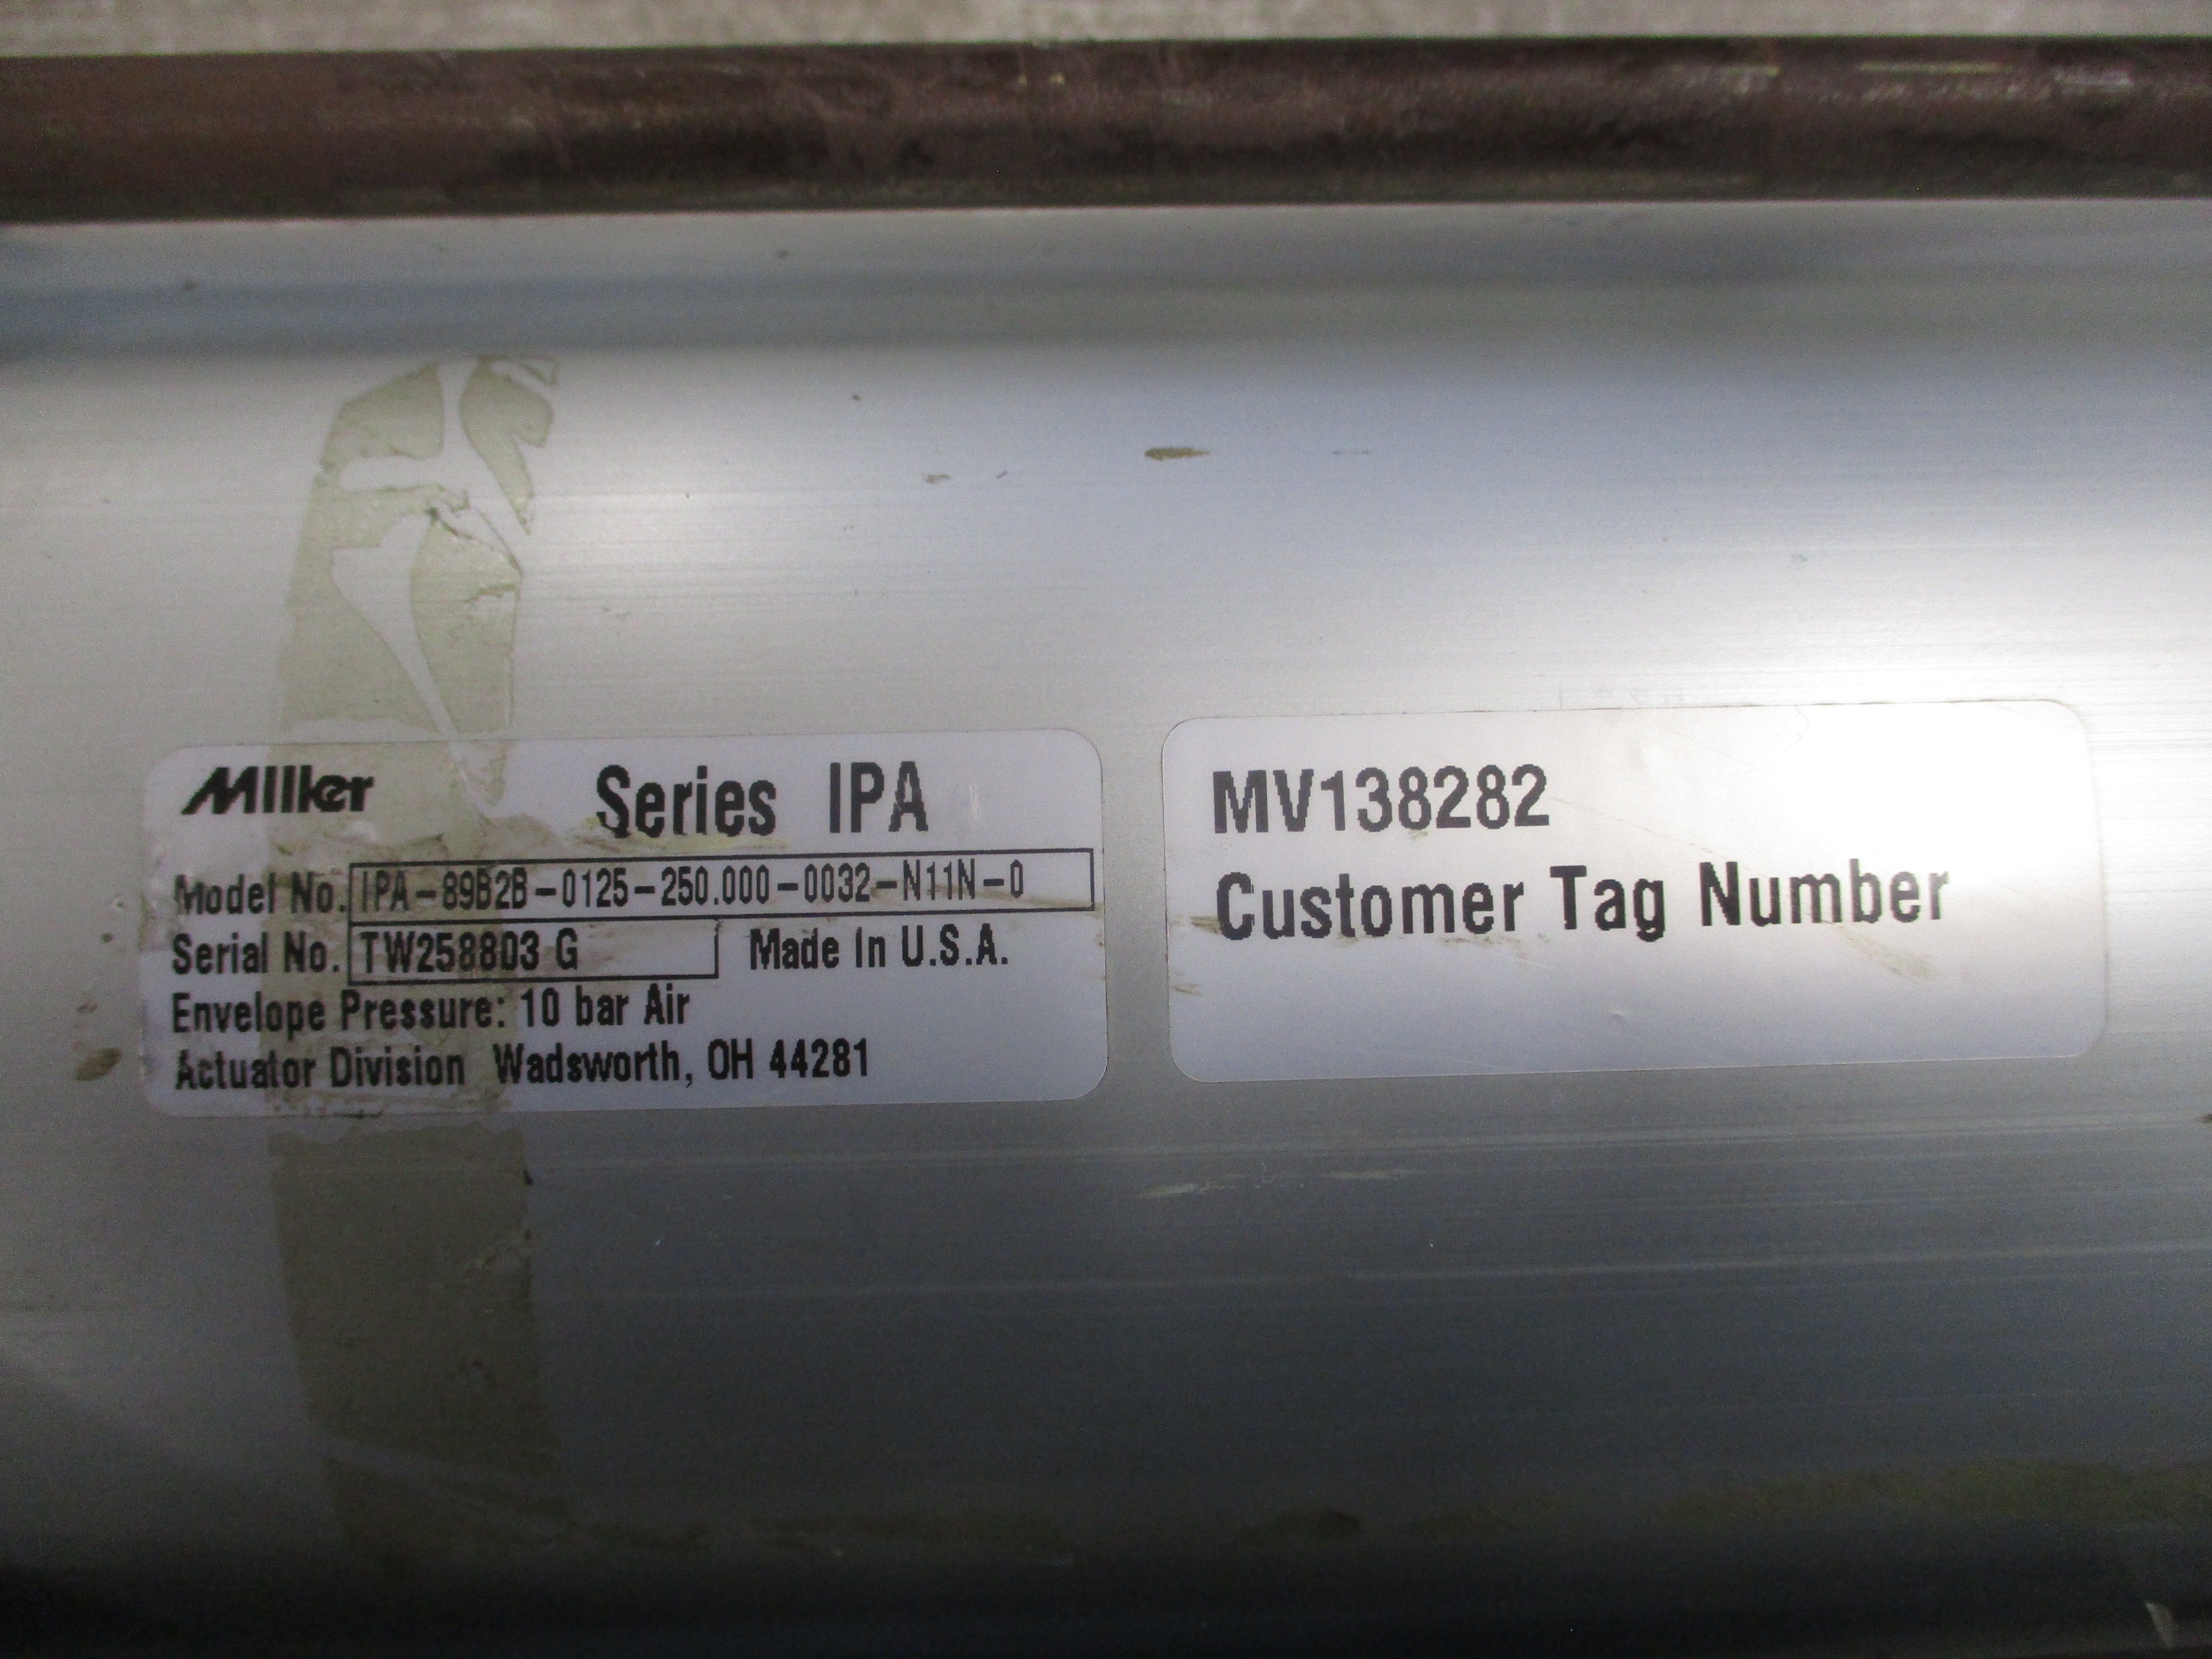 Miller Series IPA
Model No. IPA-89B2B-0125-250.000-0032-N11N-0
Serial No. TW258803 G Made In U.S.A.
Envelope Pressure: 10 bar Air
Actuator Division Wadsworth, OH 44281
MV138282
Customer Tag Number